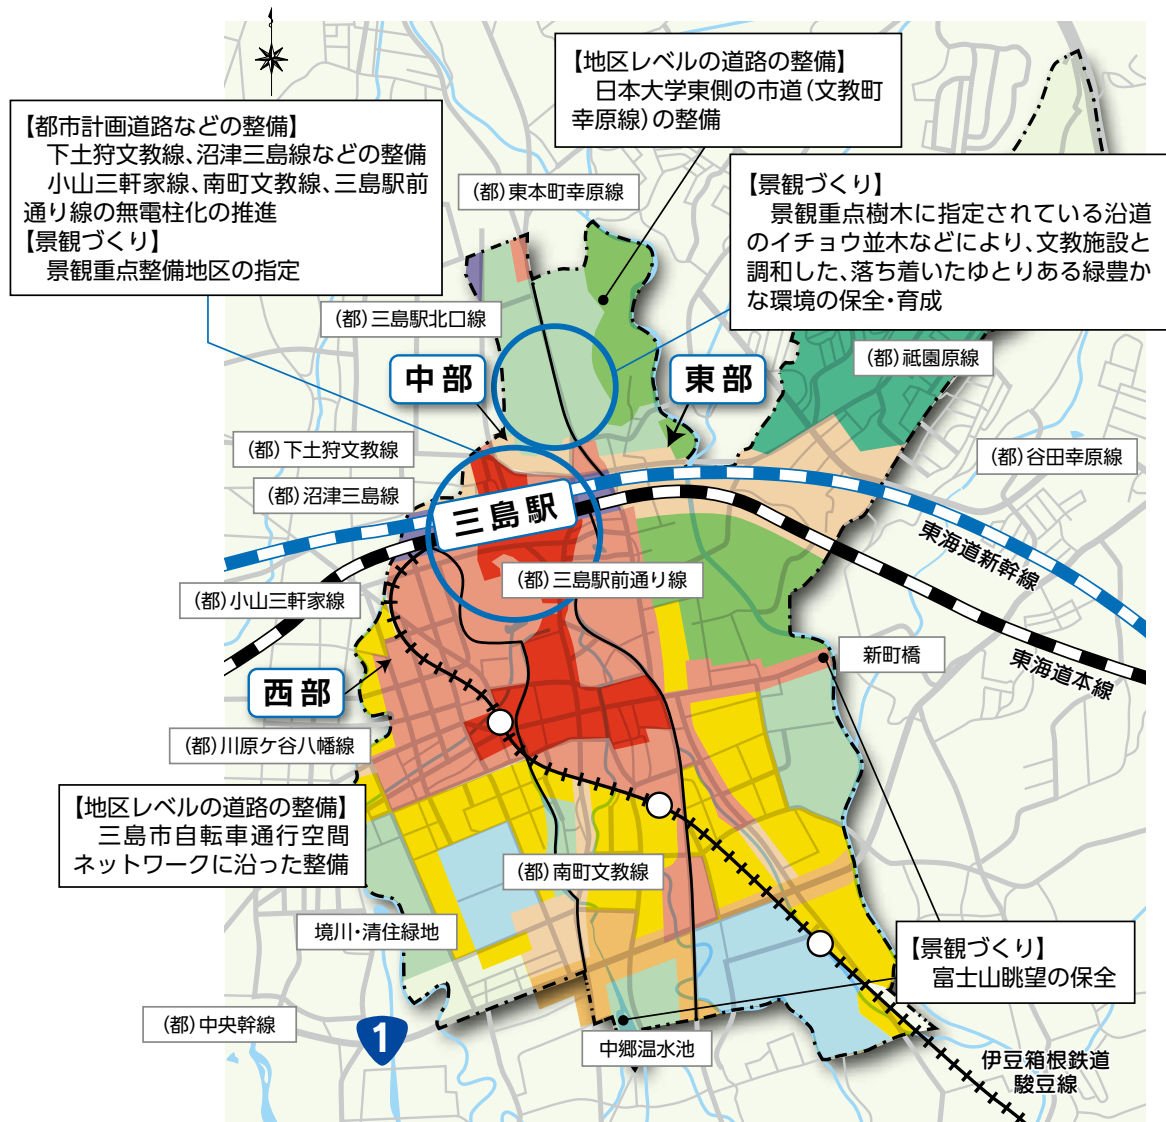 【地区レベルの道路の整備】
日本大学東側の市道(文教町
幸原線)の整備
【都市計画道路などの整備】
下土狩文教線、沼津三島線などの整備
小山三軒家線、南町文教線、三島駅前
通り線の無電柱化の推進
【景観づくり】
景観重点整備地区の指定
【景観づくり】
景観重点樹木に指定されている沿道
のイチョウ並木などにより、文教施設と
調和した、落ち着いたゆとりある緑豊か
な環境の保全・育成
(都)東本町幸原線
(都)三島駅北口線
(都)祇園原線
中部
東部
(都)下土狩文教線
(都)谷田幸原線
(都)沼津三島線
三島駅
東海道新幹線
(都)三島駅前通り線
(都)小山三軒家線
新町橋
東海道本線
西部
(都)川原ケ谷八幡線
【地区レベルの道路の整備】
三島市自転車通行空間
ネットワークに沿った整備
(都)南町文教線
境川・清住緑地
【景観づくり】
富士山眺望の保全
(都)中央幹線
1
中郷温水池
伊豆箱根鉄道
駿豆線